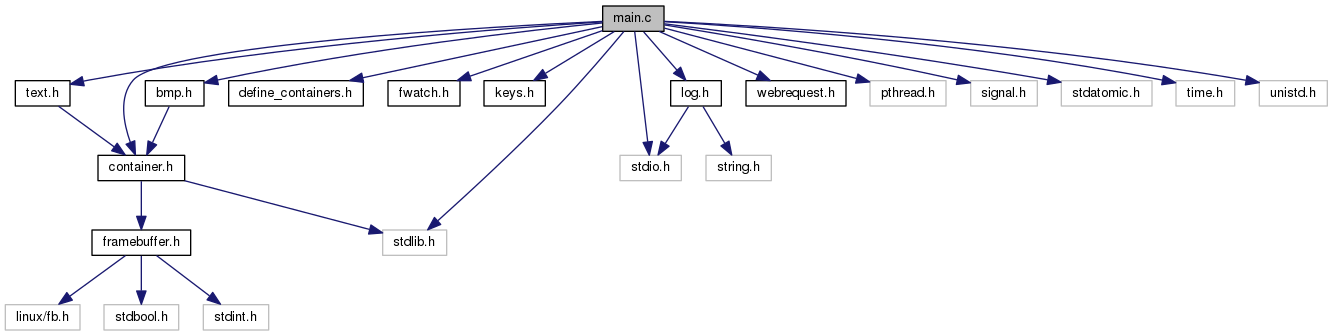 main.c
text.h
bmp.h
define_containers.h
fwatch.h
keys.h
log.h
webrequest.h
pthread.h
signal.h
stdatomic.h
time.h
unistd.h
container.h
stdio.h
string.h
framebuffer.h
stdlib.h
linux/fb.h
stdbool.h
stdint.h